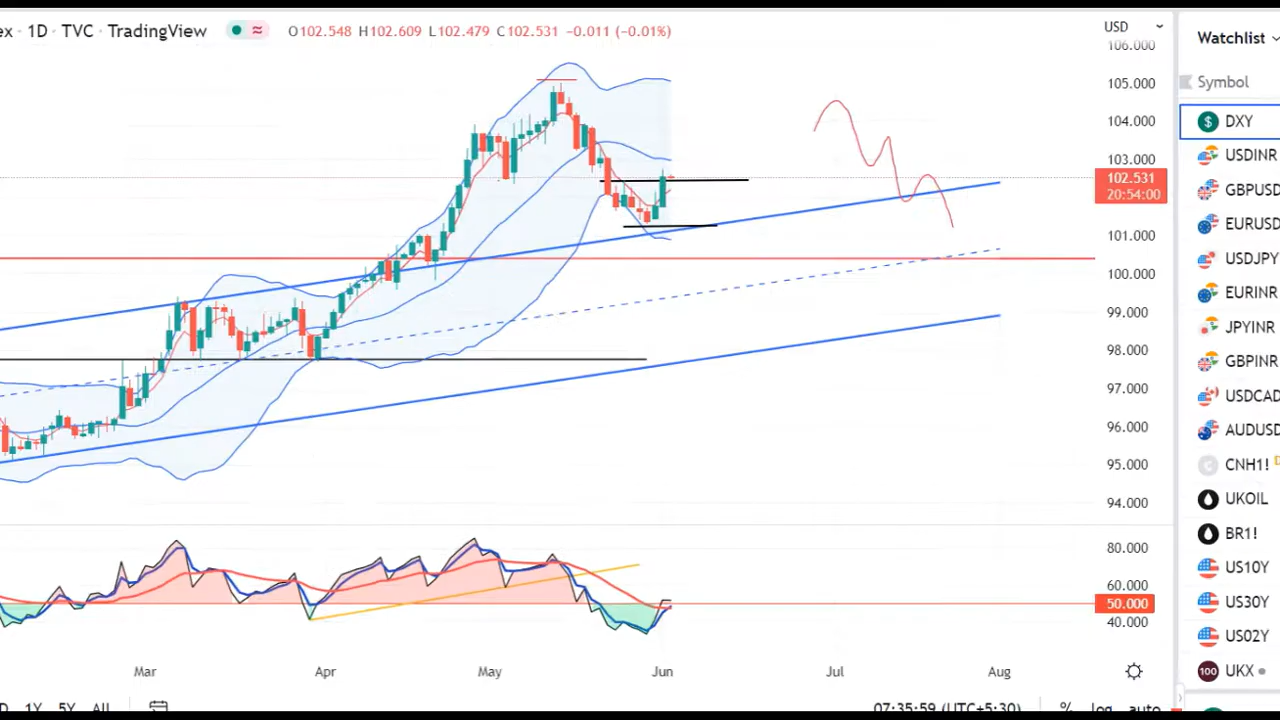 ex · 1D · TVC · TradingView ≈ O102.548 H102.609 L102.479 C102.531 −0.011 (−0.01%)
USD
106.000
105.000
104.000
103.000
102.531
20:54:00
101.000
100.000
99.000
98.000
97.000
96.000
95.000
94.000
80.000
60.000
50.000
40.000
Mar Apr May Jun Jul Aug
D 1Y 5Y All 07:35:59 (UTC+5:30) % log auto
Watchlist
Symbol
$ DXY
USDINR
GBPUSD
EURUSD
USDJPY
EURINR
JPYINR
GBPINR
USDCAD
AUDUSD
CNH1! D
UKOIL
BR1!
US10Y
US30Y
US02Y
100 UKX